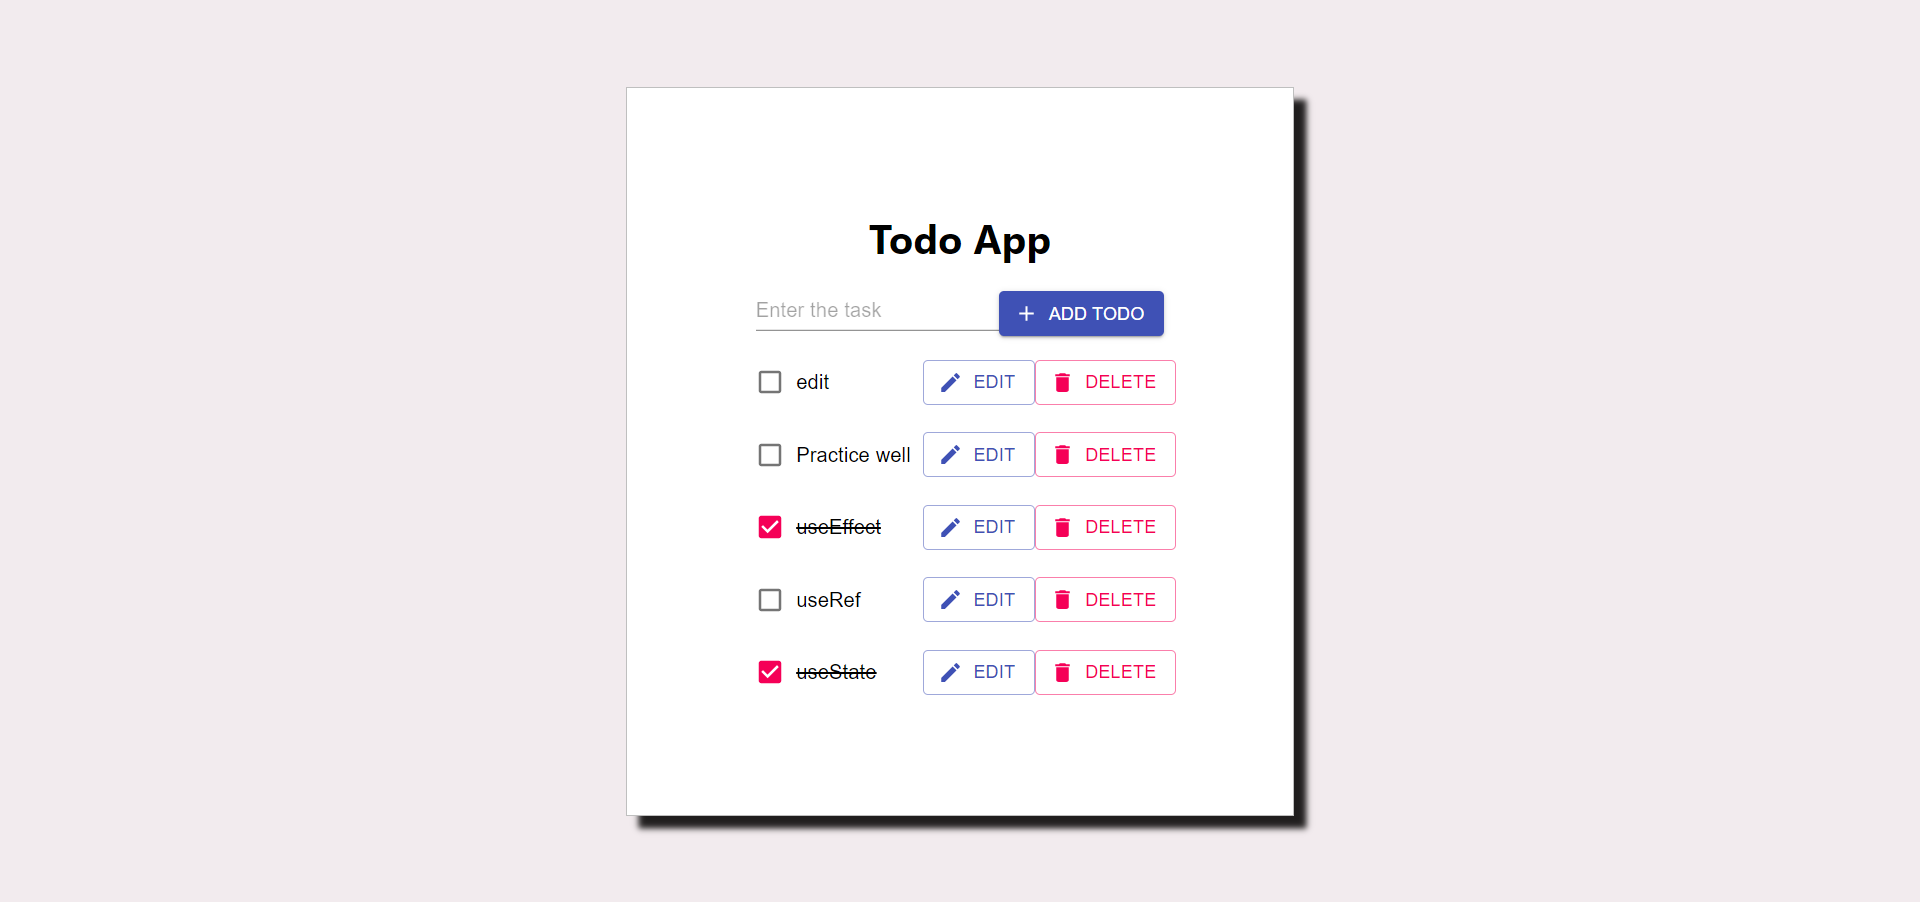 Todo App
Enter the task ADD TODO
edit EDIT DELETE
Practice well EDIT DELETE
useEffect EDIT DELETE
useRef EDIT DELETE
useState EDIT DELETE